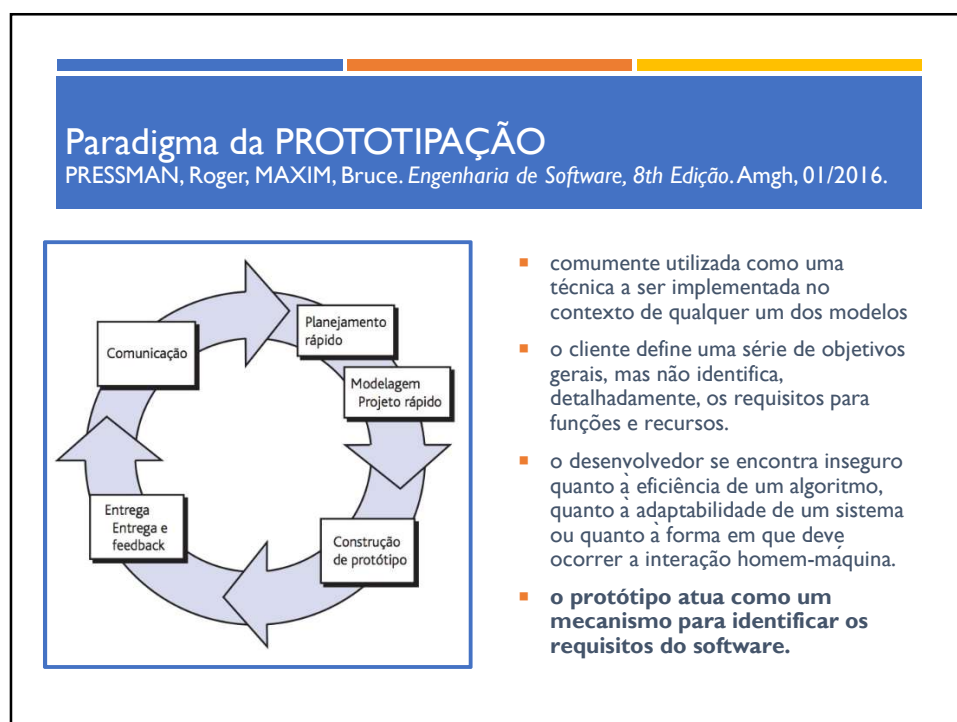 Paradigma da PROTOTIPAÇÃO
PRESSMAN, Roger, MAXIM, Bruce. Engenharia de Software, 8th Edição. Amgh, 01/2016.
Comunicação
Planejamento
rápido
Modelagem
Projeto rápido
Construção
de protótipo
Entrega
Entrega e
feedback
▪ comumente utilizada como uma
técnica a ser implementada no
contexto de qualquer um dos modelos
▪ o cliente define uma série de objetivos
gerais, mas não identifica,
detalhadamente, os requisitos para
funções e recursos.
▪ o desenvolvedor se encontra inseguro
quanto à eficiência de um algoritmo,
quanto à adaptabilidade de um sistema
ou quanto à forma em que deve
ocorrer a interação homem-máquina.
▪ o protótipo atua como um
mecanismo para identificar os
requisitos do software.